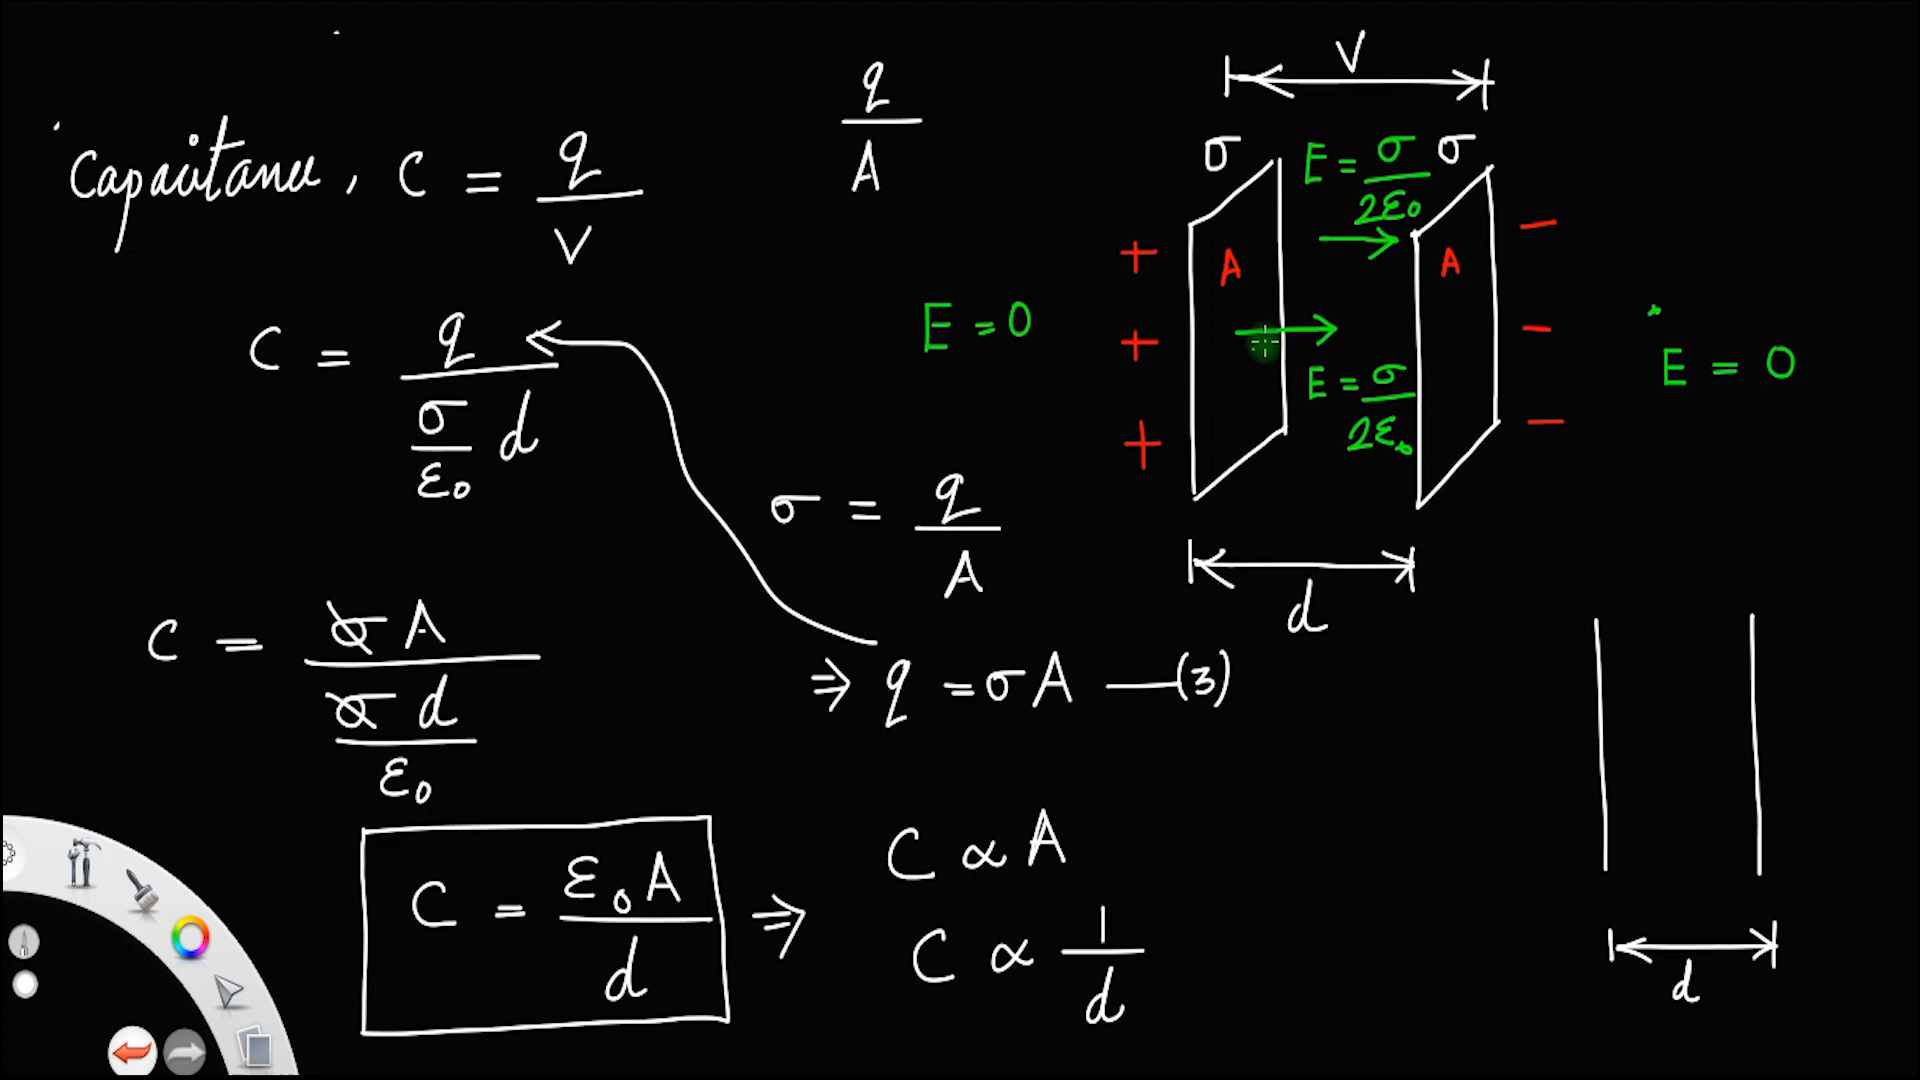 Capacitance, C = q/V
q/A
C = q / (σ/ε₀ d)
σ = q/A
⇒ q = σA —(3)
C = σA / (σd/ε₀)
C = ε₀A/d ⇒
C ∝ A
C ∝ 1/d
V
σ
E = σ/2ε₀
σ
+
A
A
−
E = 0
+
−
E = 0
E = σ/2ε₀
+
−
d
d